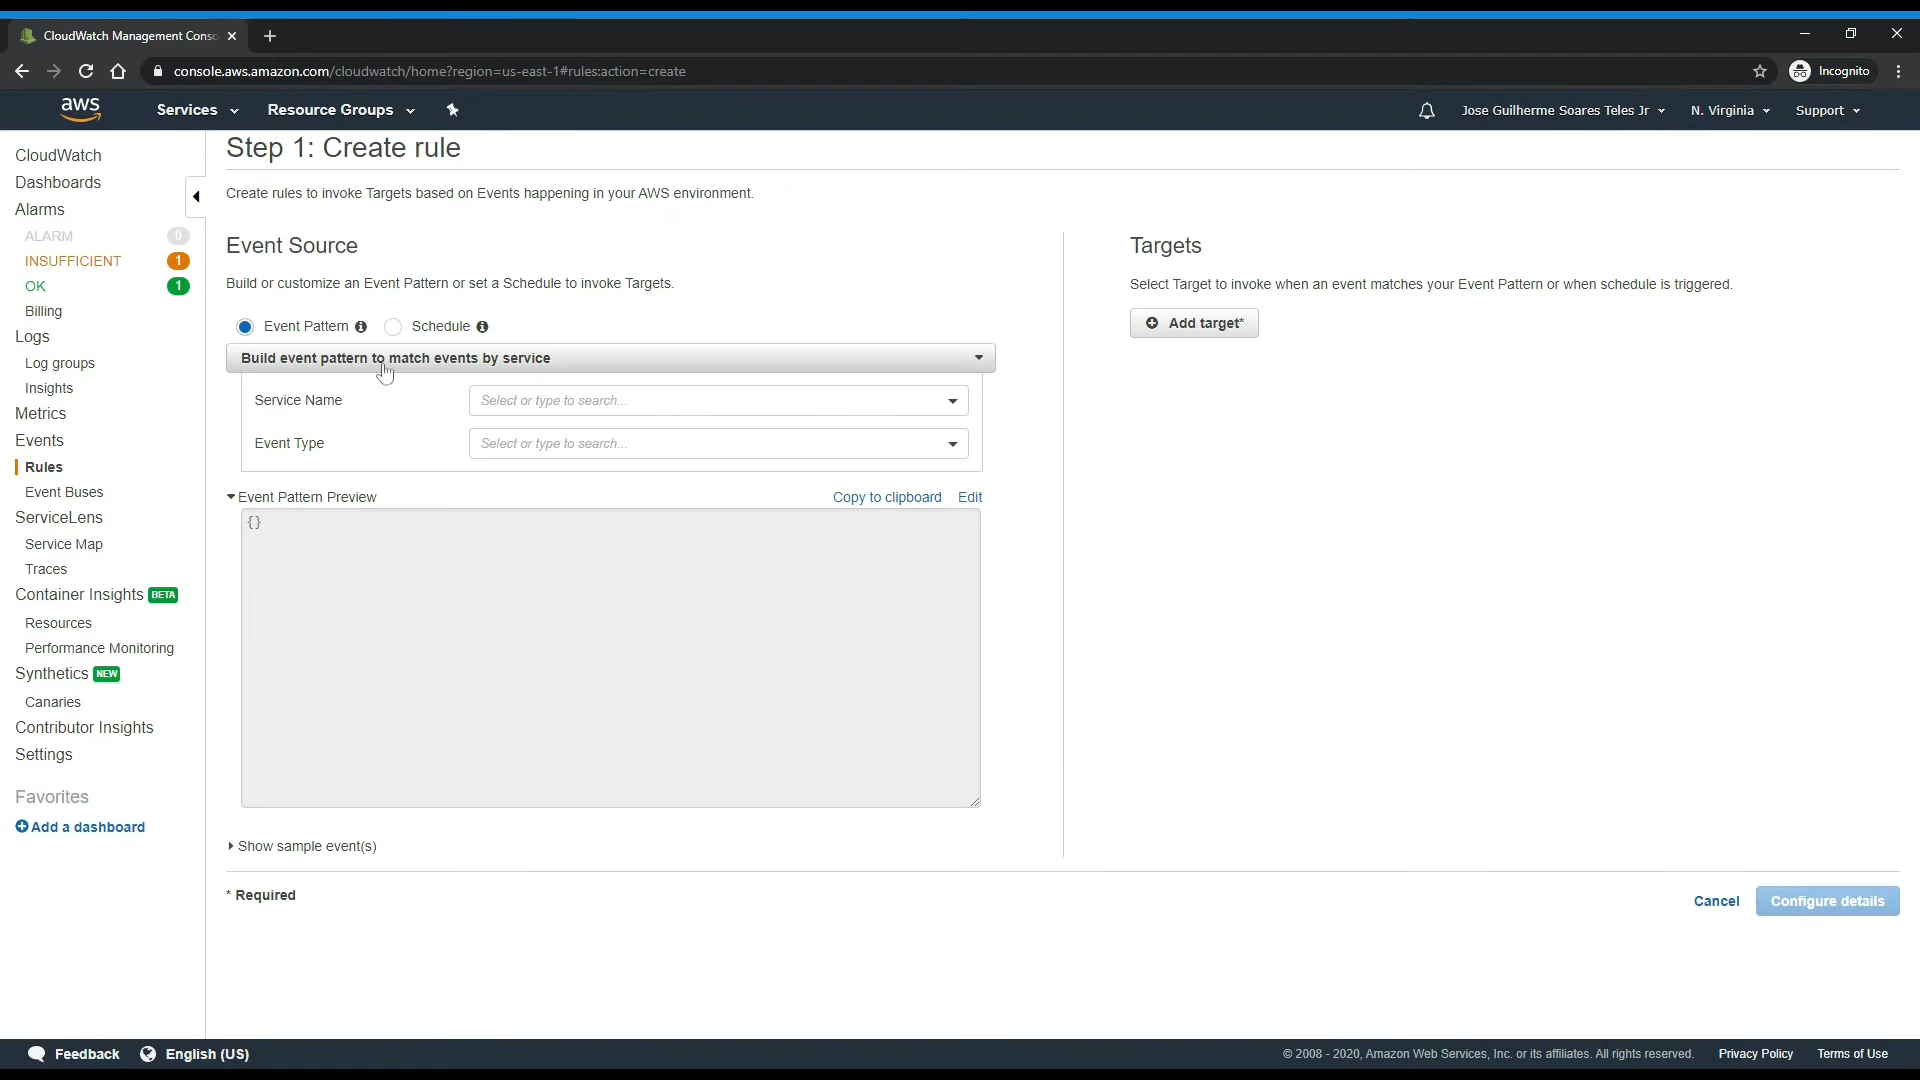 CloudWatch Management Conso
console.aws.amazon.com/cloudwatch/home?region=us-east-1#rules:action=create
Incognito
aws
Services
Resource Groups
Jose Guilherme Soares Teles Jr
N. Virginia
Support
CloudWatch
Dashboards
Alarms
ALARM 0
INSUFFICIENT 1
OK 1
Billing
Logs
Log groups
Insights
Metrics
Events
Rules
Event Buses
ServiceLens
Service Map
Traces
Container Insights BETA
Resources
Performance Monitoring
Synthetics NEW
Canaries
Contributor Insights
Settings
Favorites
Add a dashboard
Step 1: Create rule
Create rules to invoke Targets based on Events happening in your AWS environment.
Event Source
Build or customize an Event Pattern or set a Schedule to invoke Targets.
Event Pattern
Schedule
Build event pattern to match events by service
Service Name
Select or type to search...
Event Type
Select or type to search...
Event Pattern Preview
Copy to clipboard
Edit
{}
Show sample event(s)
* Required
Targets
Select Target to invoke when an event matches your Event Pattern or when schedule is triggered.
Add target*
Cancel
Configure details
Feedback
English (US)
© 2008 - 2020, Amazon Web Services, Inc. or its affiliates. All rights reserved.
Privacy Policy
Terms of Use